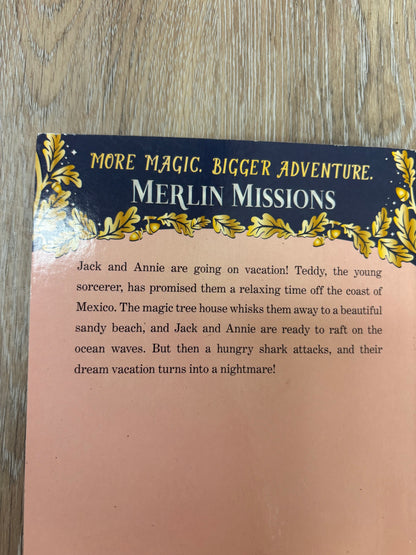 MORE MAGIC. BIGGER ADVENTURE.
MERLIN MISSIONS
Jack and Annie are going on vacation! Teddy, the young
sorcerer, has promised them a relaxing time off the coast of
Mexico. The magic tree house whisks them away to a beautiful
sandy beach, and Jack and Annie are ready to raft on the
ocean waves. But then a hungry shark attacks, and their
dream vacation turns into a nightmare!